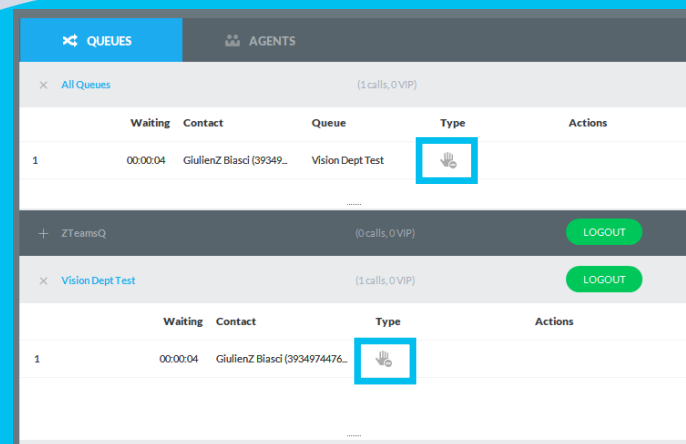 QUEUES AGENTS
All Queues (1 calls, 0 VIP)
Waiting Contact Queue Type Actions
1 00:00:04 GiulienZ Biasci (39349... Vision Dept Test
.......
ZTeamsQ (0 calls, 0 VIP) LOGOUT
Vision Dept Test (1 calls, 0 VIP) LOGOUT
Waiting Contact Type Actions
1 00:00:04 GiulienZ Biasci (3934974476...
.......